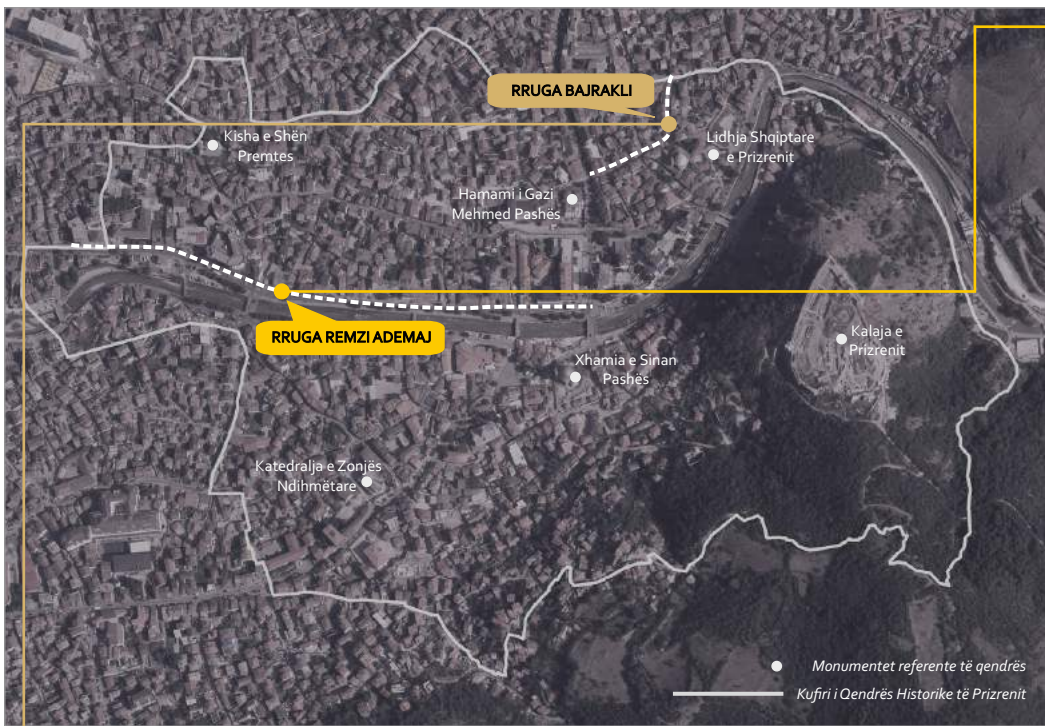 RRUGA BAJRAKLI
Kisha e Shën
Premtes
Lidhja Shqiptare
e Prizrenit
Hamami i Gazi
Mehmed Pashës
RRUGA REMZI ADEMAJ
Kalaja e
Prizrenit
Xhamia e Sinan
Pashës
Katedralja e Zonjës
Ndihmëtare
Monumentet referente të qendrës
Kufiri i Qendrës Historike të Prizrenit